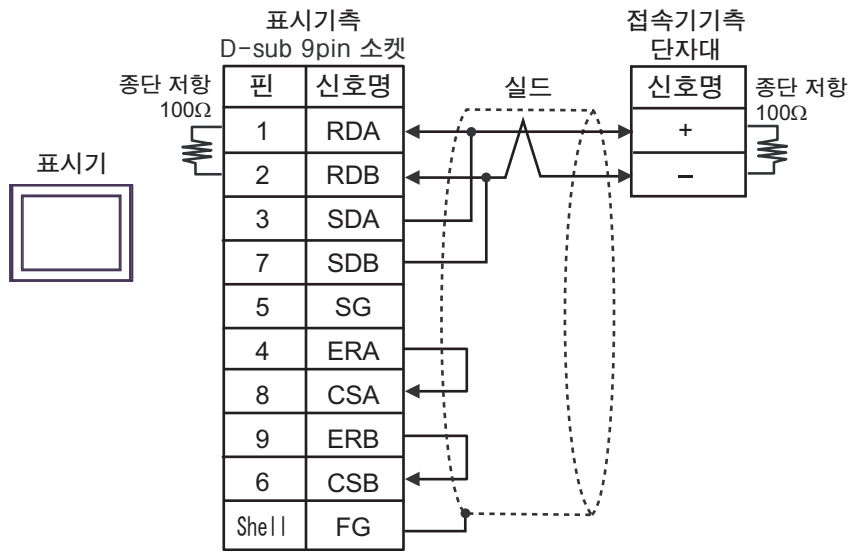 표시기측
D-sub 9pin 소켓
접속기기측
단자대
종단 저항
100Ω
핀 신호명
실드
신호명
종단 저항
100Ω
1 RDA
+
2 RDB
–
표시기
3 SDA
7 SDB
5 SG
4 ERA
8 CSA
9 ERB
6 CSB
Shell FG